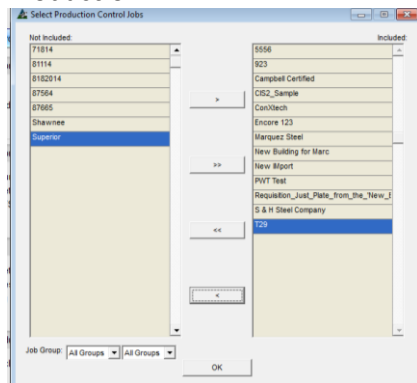 Select Production Control Jobs
Not Included:
Included:
71814
81114
8182014
87564
87665
Shawnee
Superior
>
>>
<<
<
5556
923
Campbell Certified
CIS2_Sample
ConXtech
Encore 123
Marquez Steel
New Building for Marc
New IMport
PWT Test
Requisition_Just_Plate_from_the_'New_E
S & H Steel Company
T29
Job Group: All Groups All Groups
OK